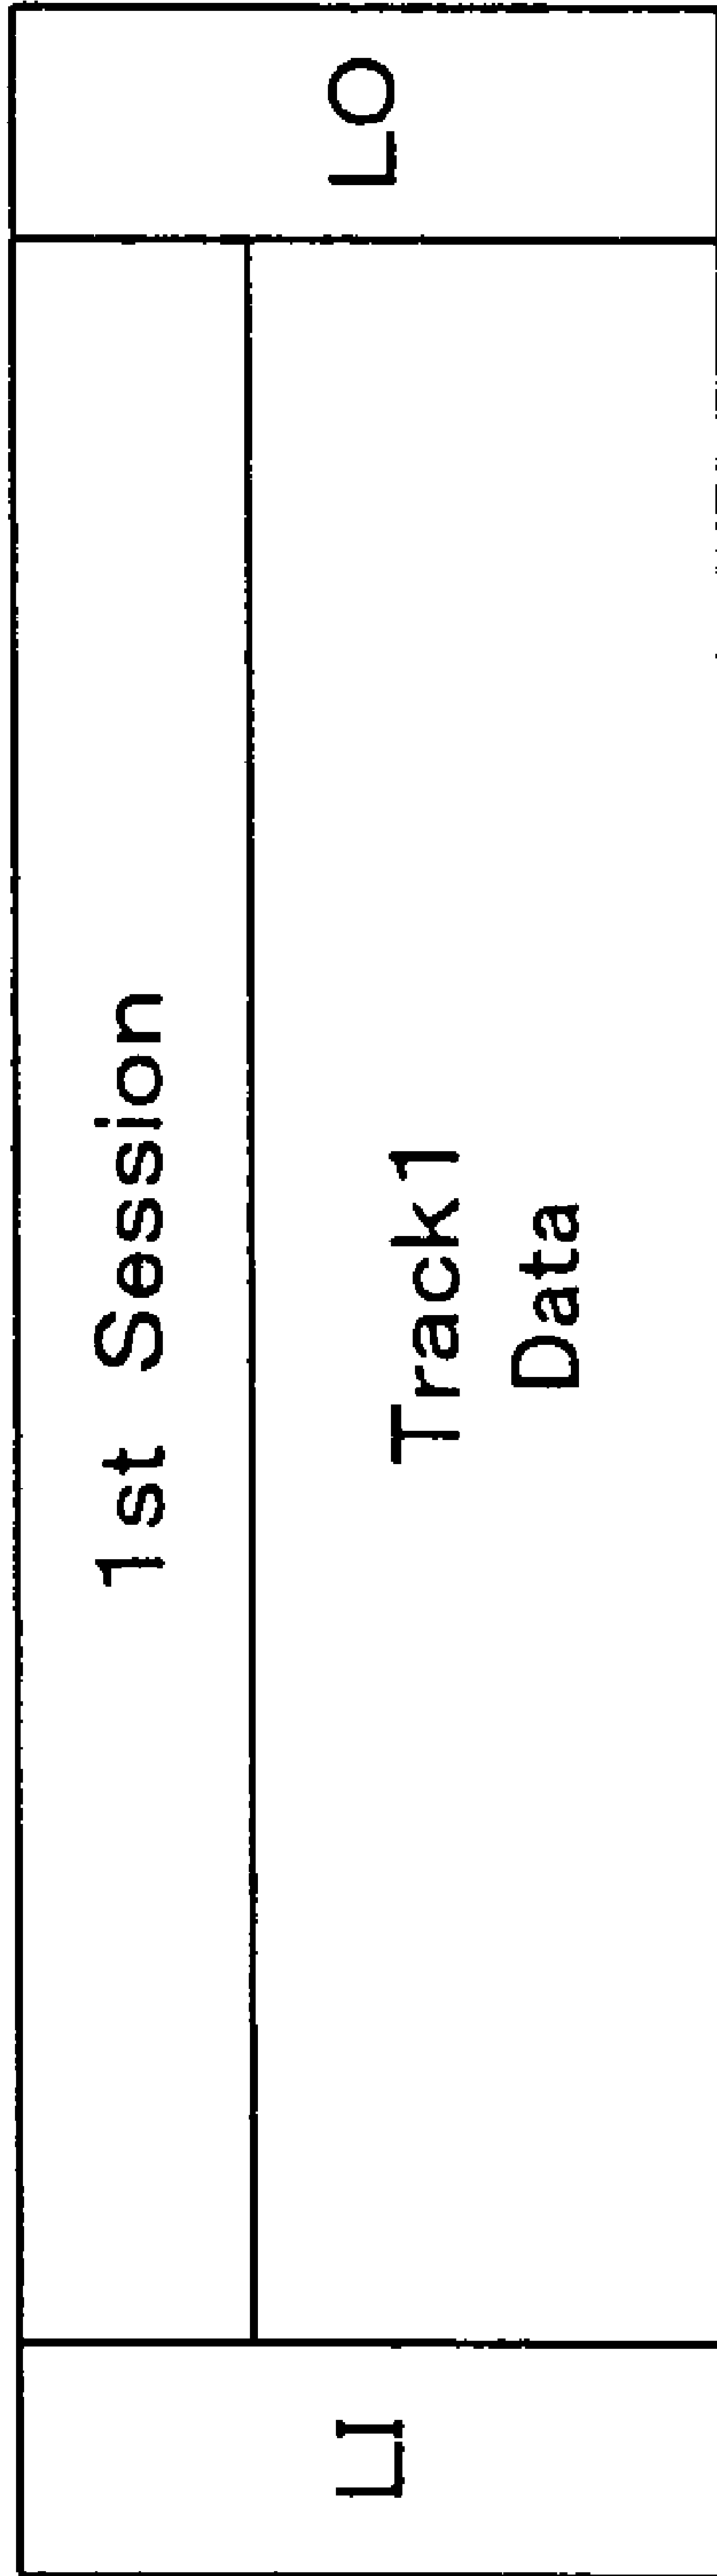 LI
1st Session
Track1
Data
LO